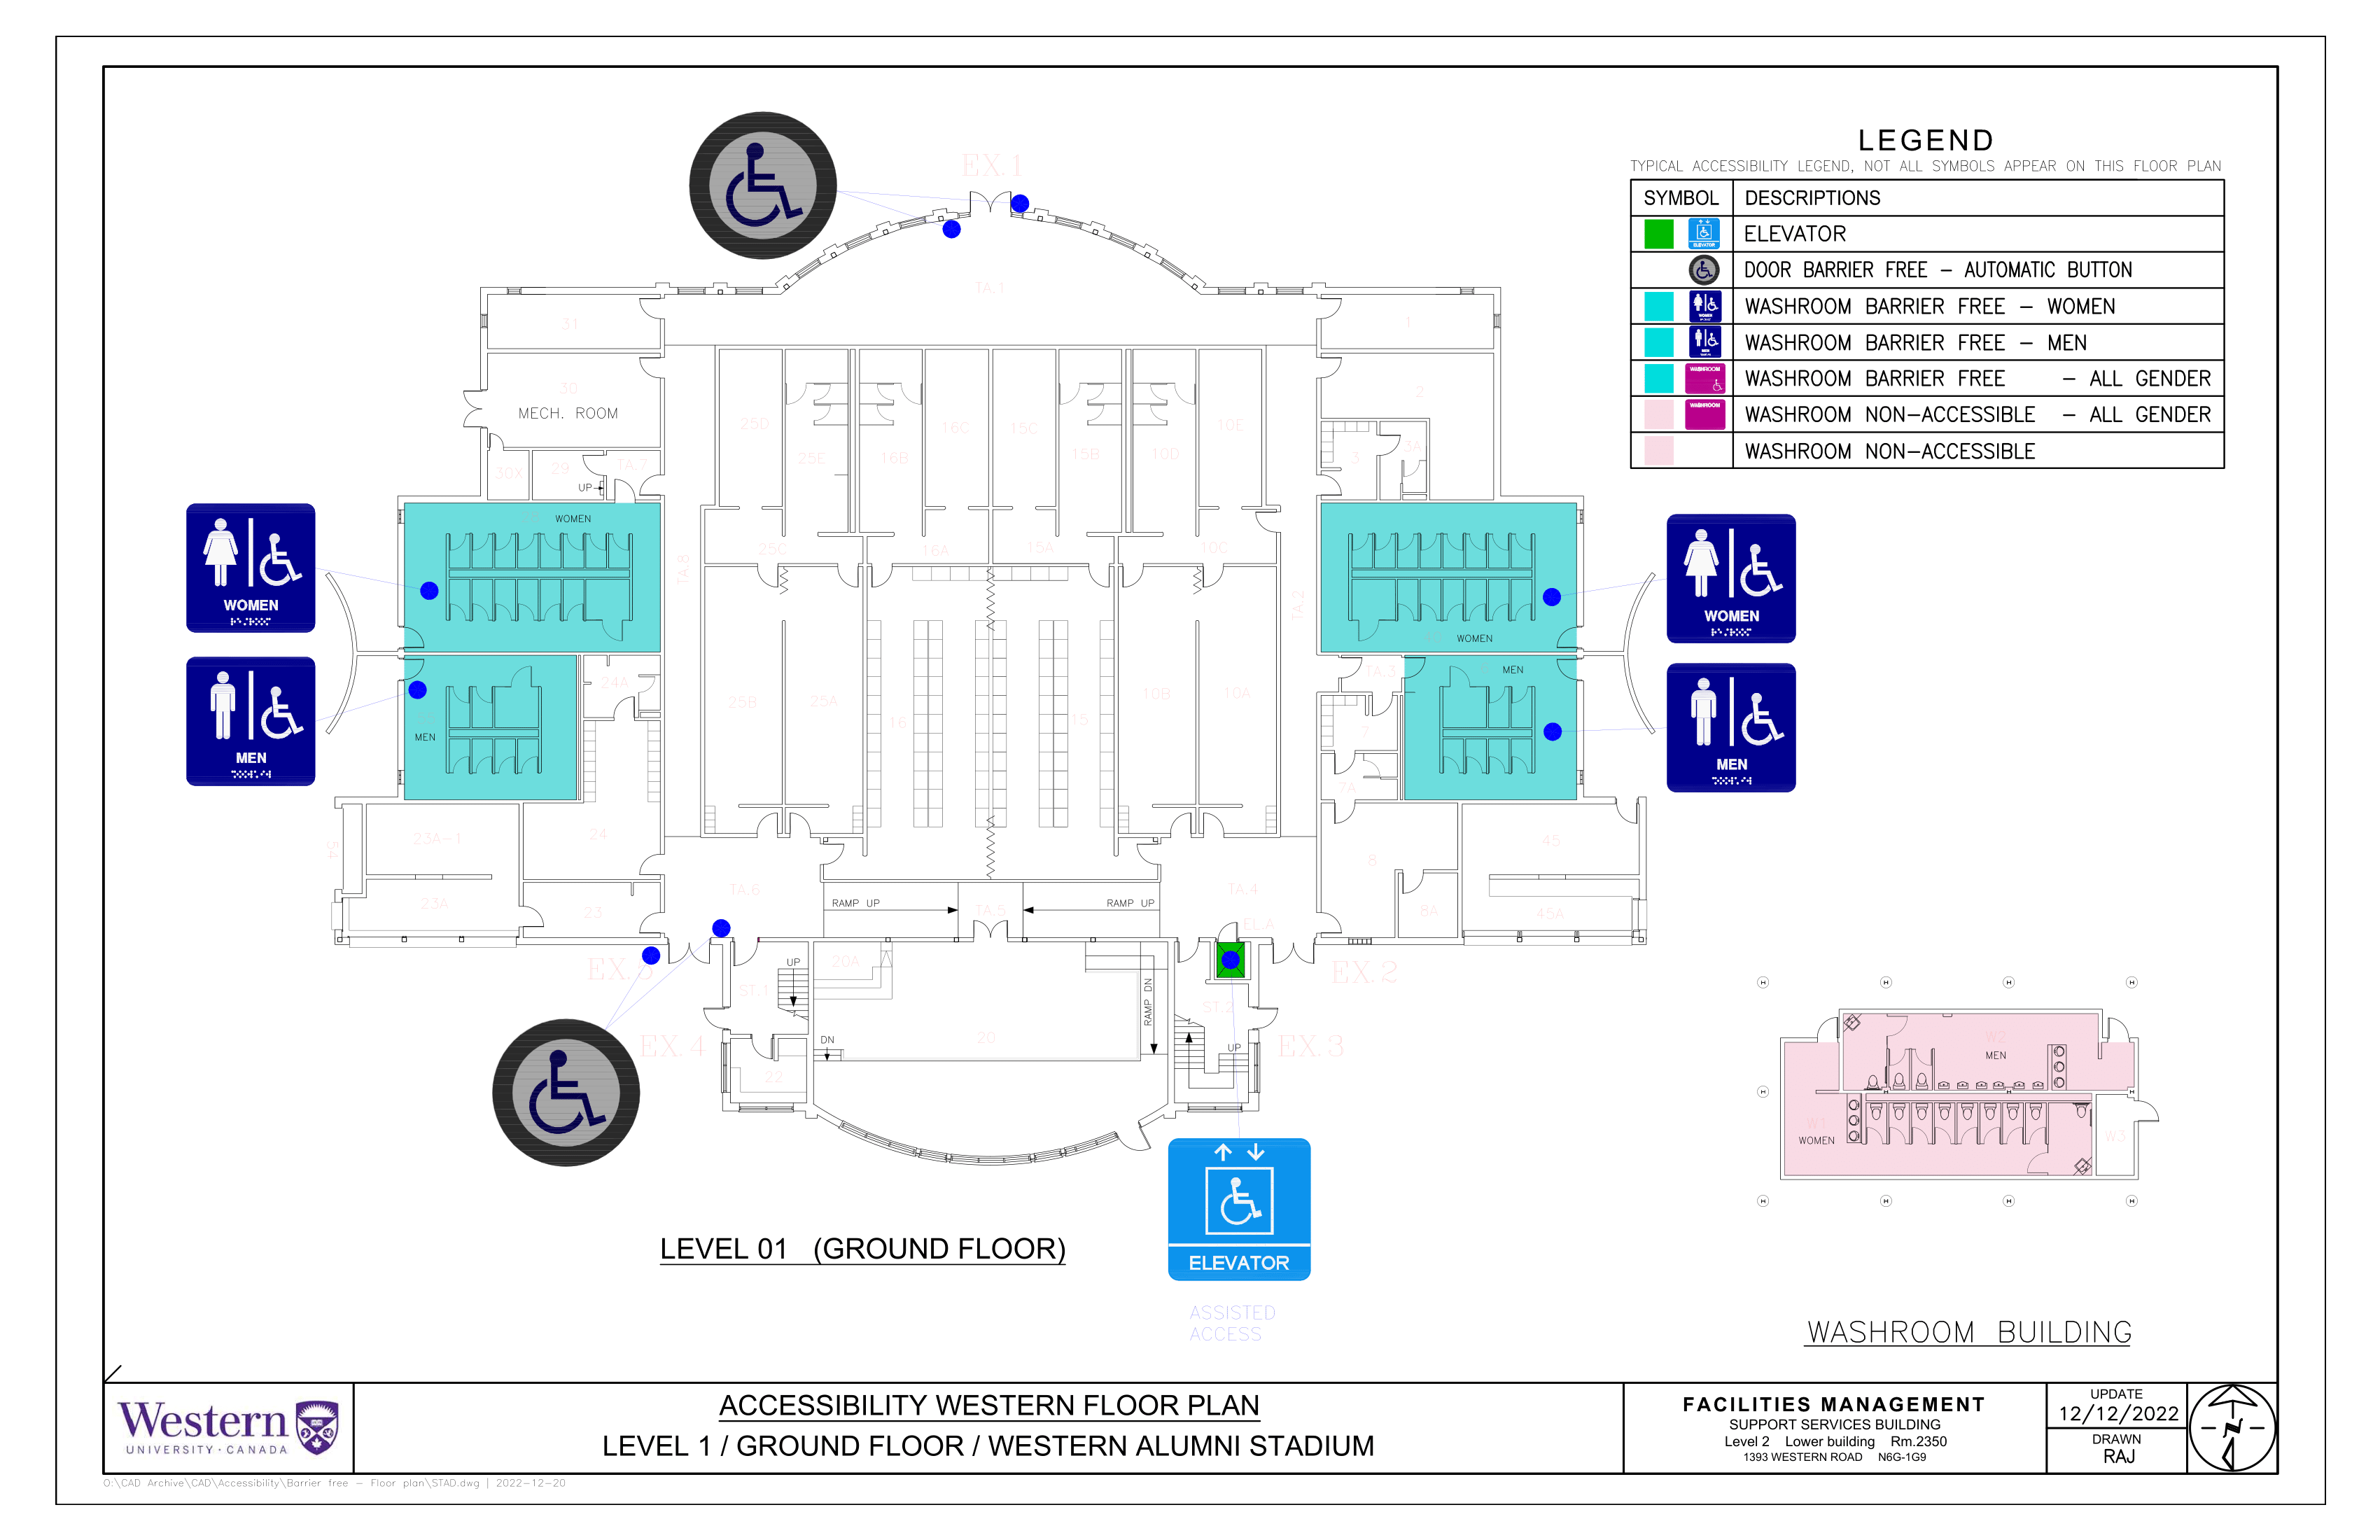 EX.1
LEGEND
TYPICAL ACCESSIBILITY LEGEND, NOT ALL SYMBOLS APPEAR ON THIS FLOOR PLAN
SYMBOL DESCRIPTIONS
ELEVATOR
ELEVATOR
DOOR BARRIER FREE - AUTOMATIC BUTTON
WOMEN
WASHROOM BARRIER FREE - WOMEN
MEN
WASHROOM BARRIER FREE - MEN
WASHROOM
WASHROOM BARRIER FREE - ALL GENDER
WASHROOM
WASHROOM NON-ACCESSIBLE - ALL GENDER
WASHROOM NON-ACCESSIBLE
TA.1
31
1
30
MECH. ROOM
2
25D
16C
15C
10E
25E
16B
15B
10D
3
3A
30X
29
TA.7
UP
WOMEN
WOMEN
WOMEN
25C
16A
15A
10C
TA.8
TA.2
WOMEN
MEN
MEN
24A
TA.3
MEN
25B
25A
16
15
10B
10A
7
MEN
MEN
7A
23A-1
54
24
8
45
23A
23
TA.6
RAMP UP
TA.5
RAMP UP
TA.4
8A
45A
EL.A
EX.5
UP
20A
ST.1
RAMP DN
ST.2
EX.2
EX.4
DN
20
UP
EX.3
22
W2
MEN
W1
WOMEN
W3
ELEVATOR
LEVEL 01 (GROUND FLOOR)
ASSISTED
ACCESS
WASHROOM BUILDING
Western
UNIVERSITY · CANADA
ACCESSIBILITY WESTERN FLOOR PLAN
LEVEL 1 / GROUND FLOOR / WESTERN ALUMNI STADIUM
FACILITIES MANAGEMENT
SUPPORT SERVICES BUILDING
Level 2 Lower building Rm.2350
1393 WESTERN ROAD N6G-1G9
UPDATE
12/12/2022
DRAWN
RAJ
N
O:\CAD Archive\CAD\Accessibility\Barrier free - Floor plan\STAD.dwg | 2022-12-20